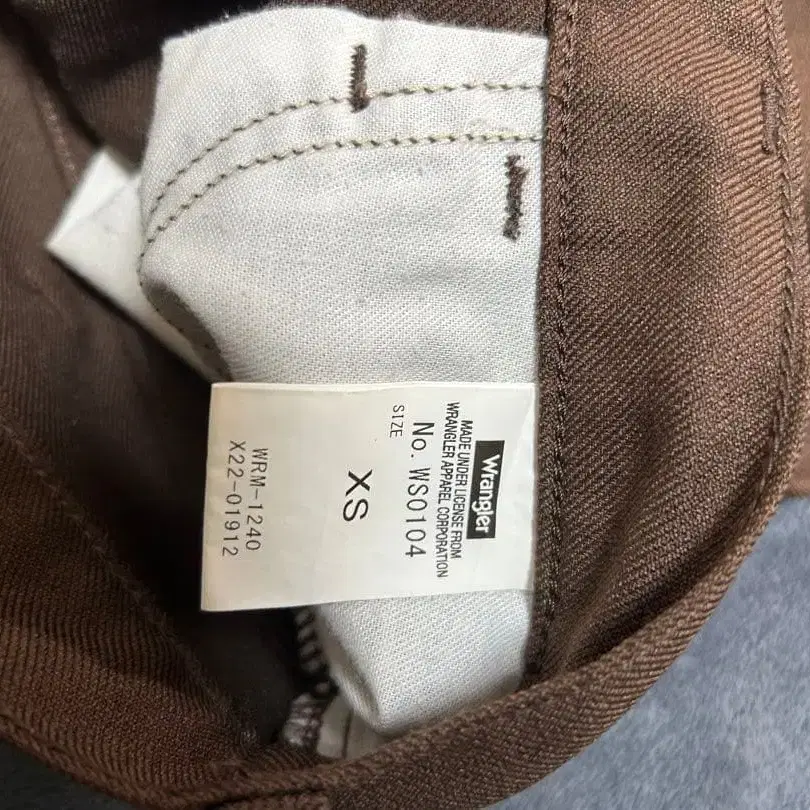 Wrangler
MADE UNDER LICENSE FROM
WRANGLER APPAREL CORPORATION
No. WS0104
SIZE
XS
WRM-1240
X22-01912